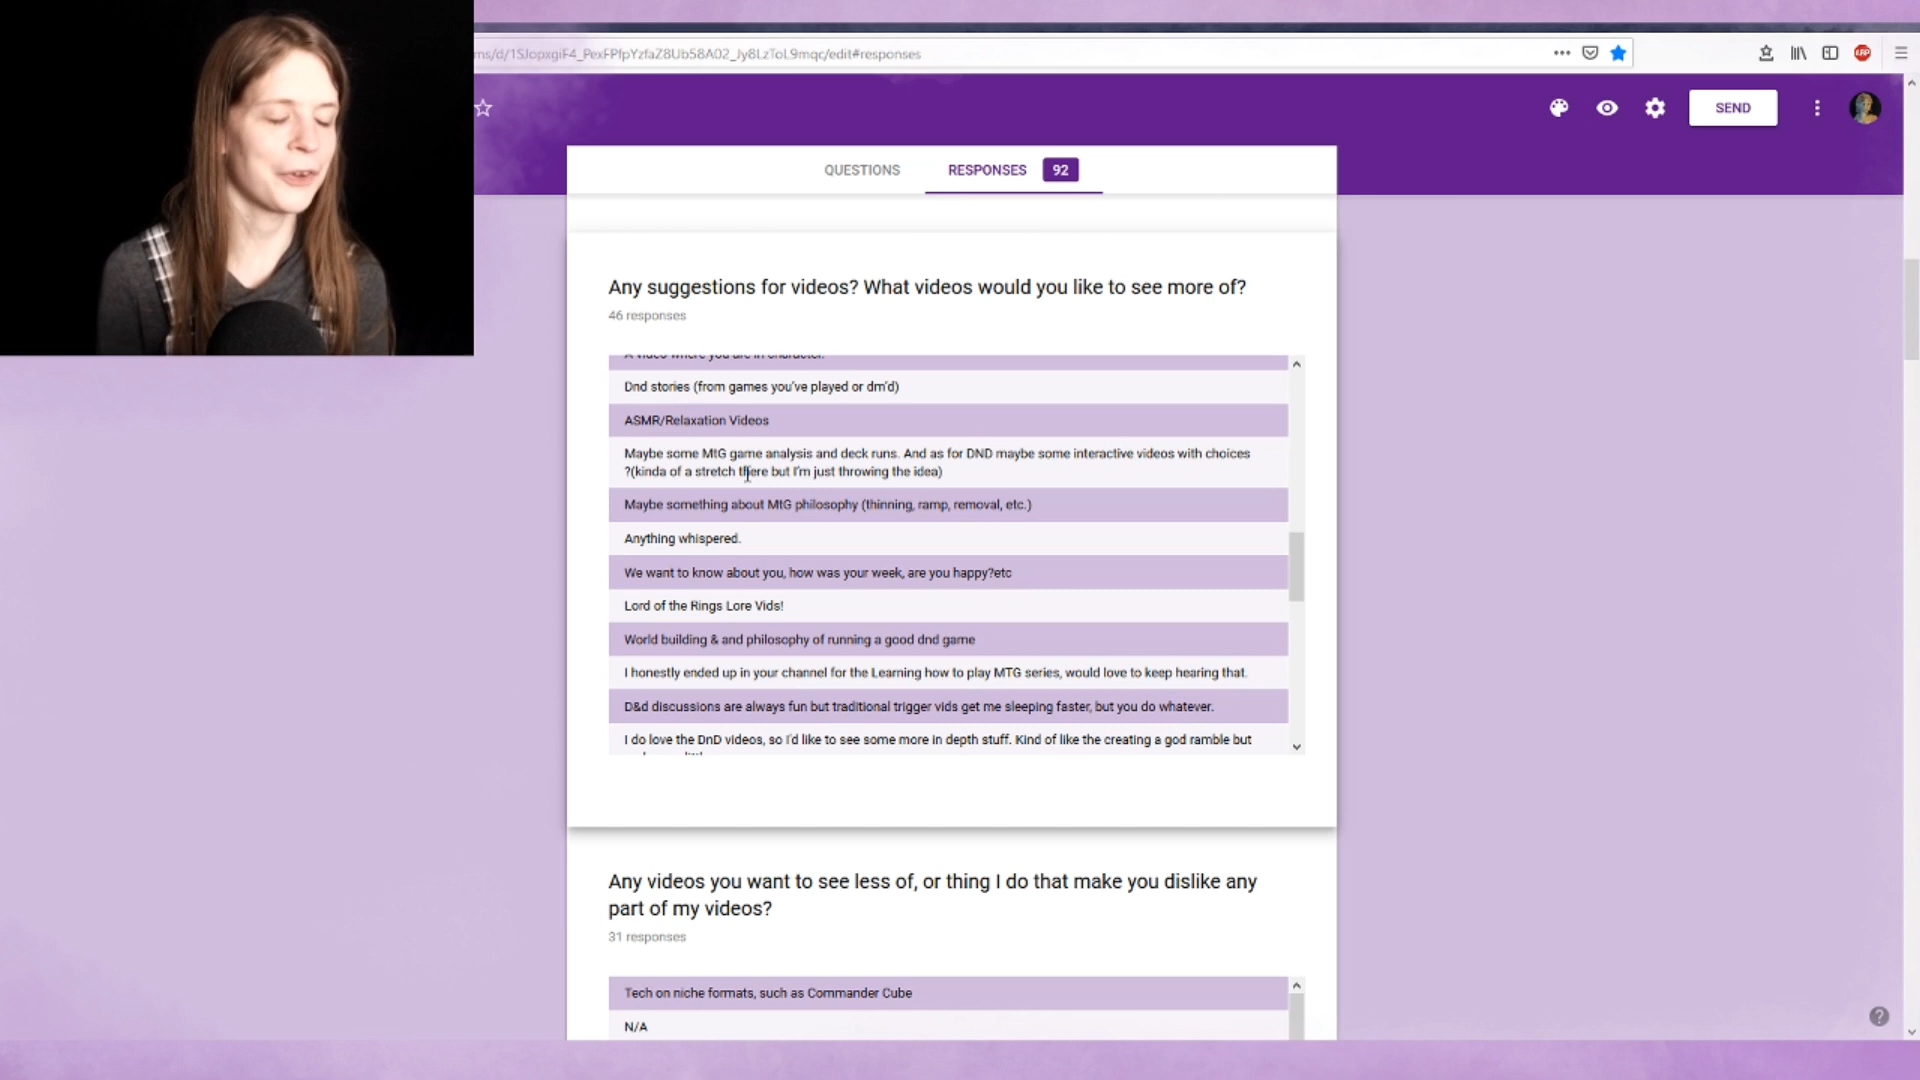 ms/d/1SJopxgiF4_PexFPfpYzfaZ8Ub58A02_Jy8LzToL9mqc/edit#responses
SEND
QUESTIONS RESPONSES 92
Any suggestions for videos? What videos would you like to see more of?
46 responses
A video where you are in character.
Dnd stories (from games you've played or dm'd)
ASMR/Relaxation Videos
Maybe some MtG game analysis and deck runs. And as for DND maybe some interactive videos with choices
?(kinda of a stretch there but I'm just throwing the idea)
Maybe something about MtG philosophy (thinning, ramp, removal, etc.)
Anything whispered.
We want to know about you, how was your week, are you happy?etc
Lord of the Rings Lore Vids!
World building & and philosophy of running a good dnd game
I honestly ended up in your channel for the Learning how to play MTG series, would love to keep hearing that.
D&d discussions are always fun but traditional trigger vids get me sleeping faster, but you do whatever.
I do love the DnD videos, so I'd like to see some more in depth stuff. Kind of like the creating a god ramble but
Any videos you want to see less of, or thing I do that make you dislike any
part of my videos?
31 responses
Tech on niche formats, such as Commander Cube
N/A